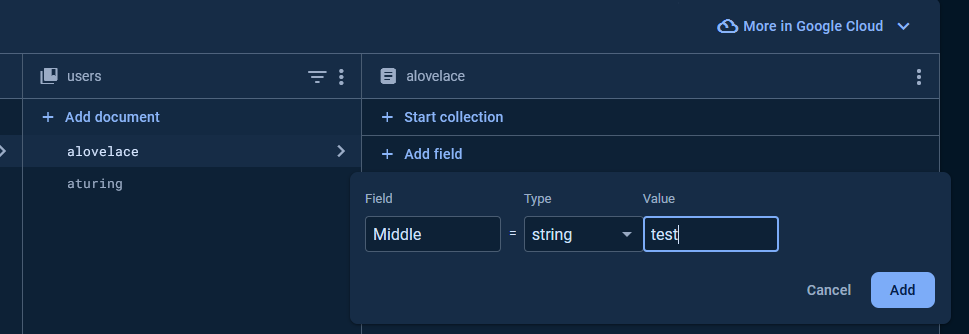 More in Google Cloud
users
alovelace
Add document
Start collection
alovelace
Add field
aturing
Field
Type
Value
Middle = string test
Cancel
Add